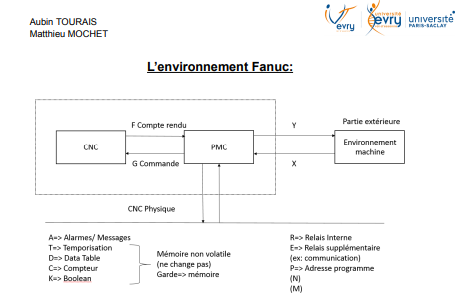 Aubin TOURAIS
Matthieu MOCHET
evry
université
evry
université
PARIS-SACLAY
L'environnement Fanuc:
F Compte rendu
Y
Partie extérieure
CNC
PMC
Environnement
machine
G Commande
X
CNC Physique
A=> Alarmes/ Messages
T=> Temporisation
D=> Data Table
C=> Compteur
K=> Boolean
Mémoire non volatile
(ne change pas)
Garde=> mémoire
R=> Relais Interne
E=> Relais supplémentaire
(ex: communication)
P=> Adresse programme
(N)
(M)